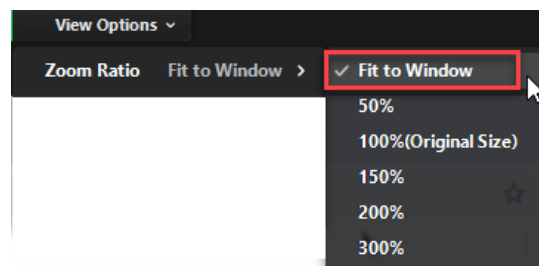 View Options
Zoom Ratio Fit to Window > Fit to Window
50%
100%(Original Size)
150%
200%
300%